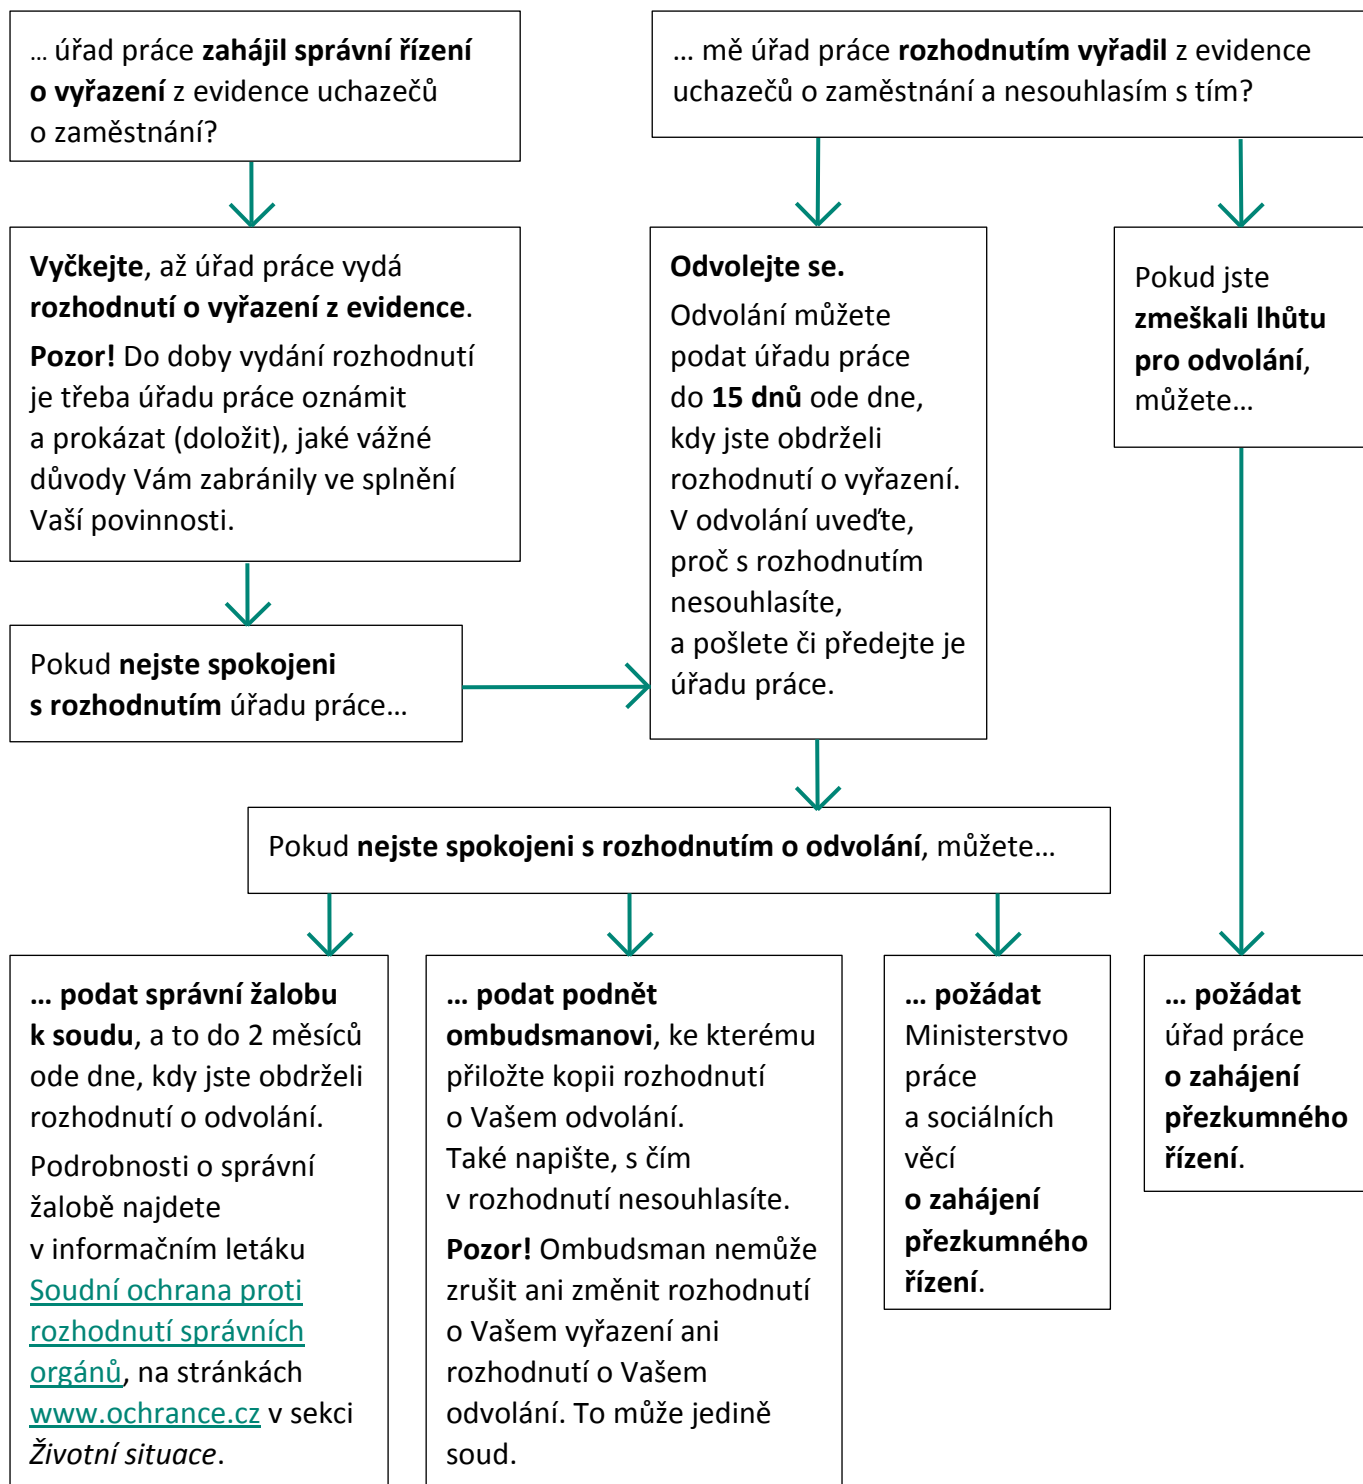 … úřad práce zahájil správní řízení
o vyřazení z evidence uchazečů
o zaměstnání?
… mě úřad práce rozhodnutím vyřadil z evidence
uchazečů o zaměstnání a nesouhlasím s tím?
Vyčkejte, až úřad práce vydá
rozhodnutí o vyřazení z evidence.
Pozor! Do doby vydání rozhodnutí
je třeba úřadu práce oznámit
a prokázat (doložit), jaké vážné
důvody Vám zabránily ve splnění
Vaší povinnosti.
Pokud nejste spokojeni
s rozhodnutím úřadu práce…
Odvolejte se.
Odvolání můžete
podat úřadu práce
do 15 dnů ode dne,
kdy jste obdrželi
rozhodnutí o vyřazení.
V odvolání uveďte,
proč s rozhodnutím
nesouhlasíte,
a pošlete či předejte je
úřadu práce.
Pokud jste
zmeškali lhůtu
pro odvolání,
můžete…
Pokud nejste spokojeni s rozhodnutím o odvolání, můžete…
… podat správní žalobu
k soudu, a to do 2 měsíců
ode dne, kdy jste obdrželi
rozhodnutí o odvolání.
Podrobnosti o správní
žalobě najdete
v informačním letáku
Soudní ochrana proti
rozhodnutí správních
orgánů, na stránkách
www.ochrance.cz v sekci
Životní situace.
… podat podnět
ombudsmanovi, ke kterému
přiložte kopii rozhodnutí
o Vašem odvolání.
Také napište, s čím
v rozhodnutí nesouhlasíte.
Pozor! Ombudsman nemůže
zrušit ani změnit rozhodnutí
o Vašem vyřazení ani
rozhodnutí o Vašem
odvolání. To může jedině
soud.
… požádat
Ministerstvo
práce
a sociálních
věcí
o zahájení
přezkumného
řízení.
… požádat
úřad práce
o zahájení
přezkumného
řízení.